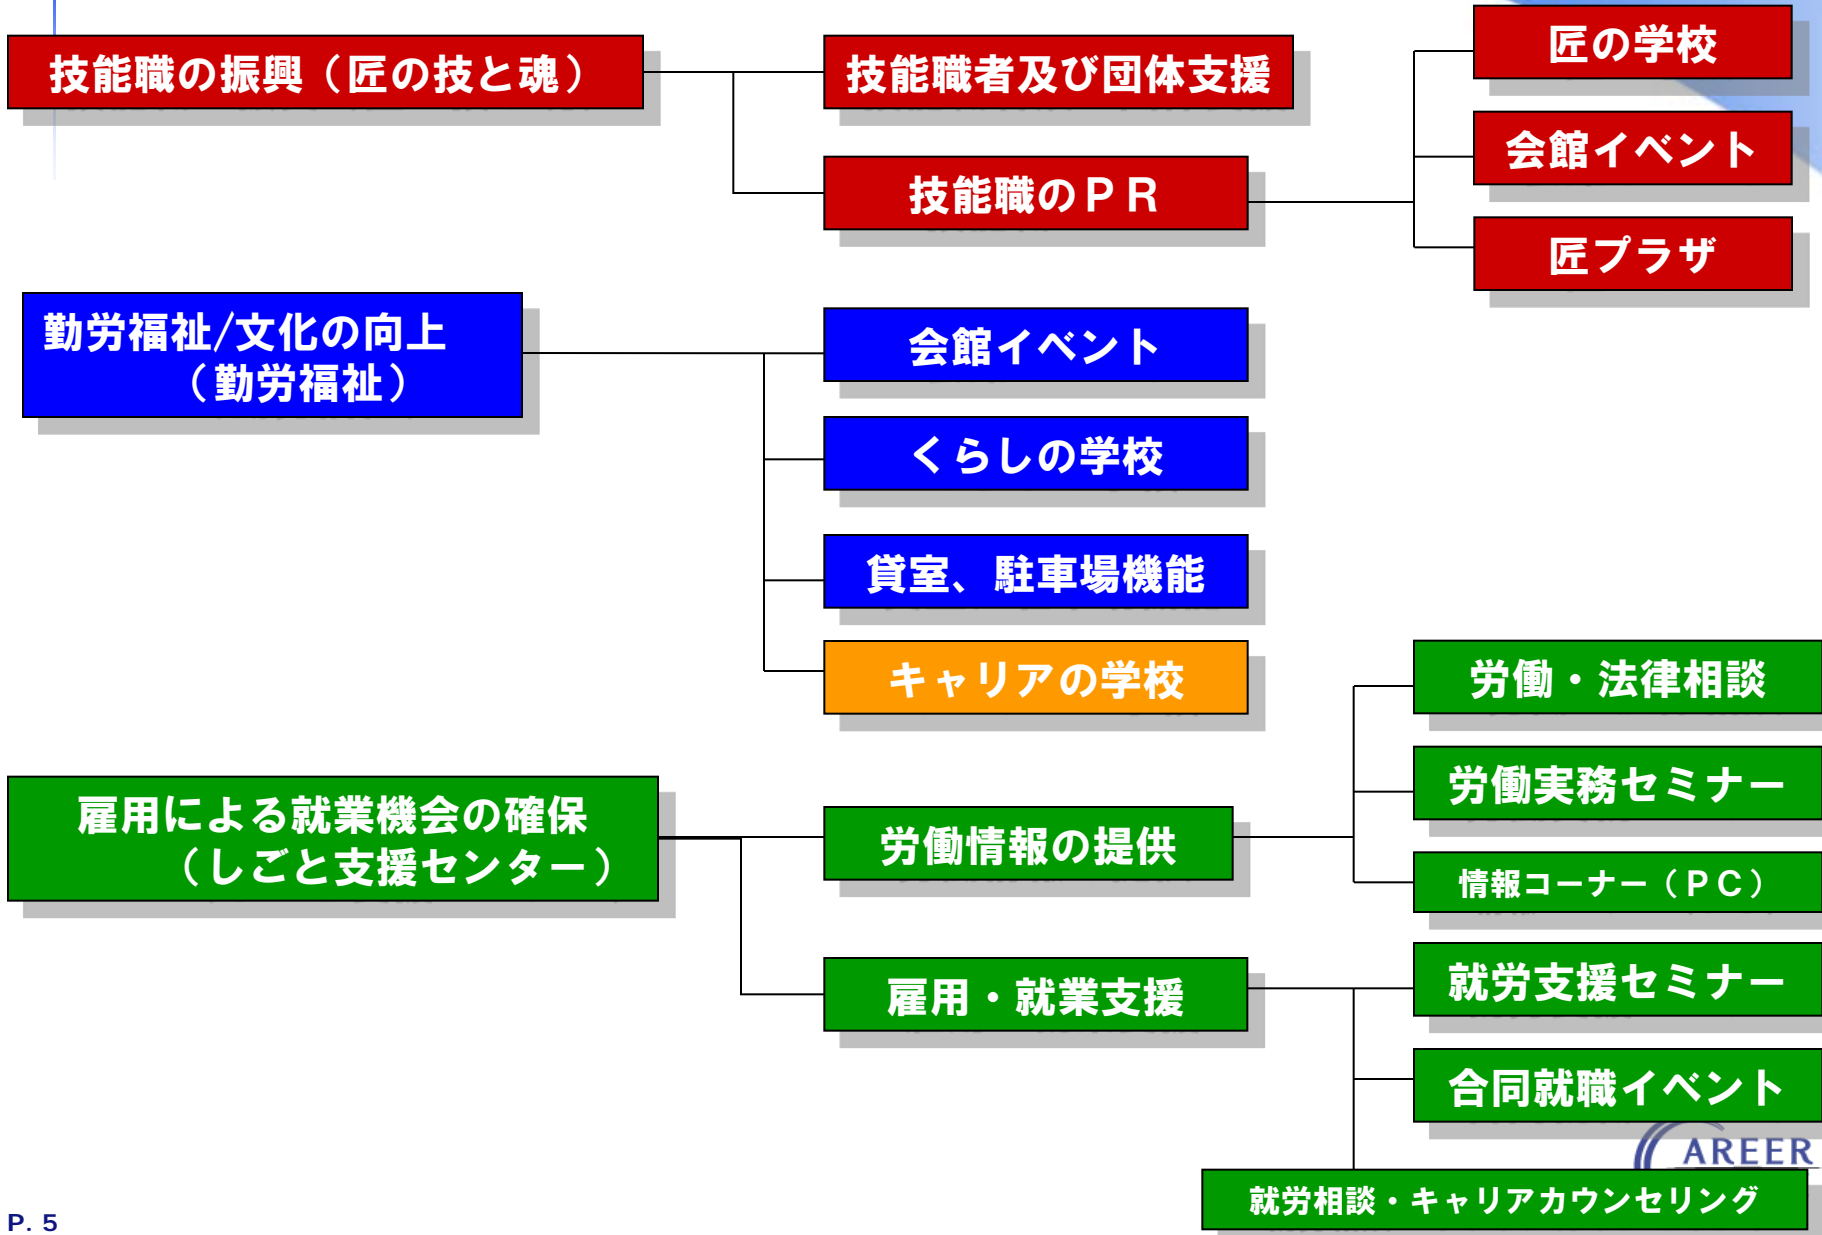 技能職の振興（匠の技と魂）
技能職者及び団体支援
技能職のＰＲ
匠の学校
会館イベント
匠プラザ
勤労福祉/文化の向上
（勤労福祉）
会館イベント
くらしの学校
貸室、駐車場機能
キャリアの学校
雇用による就業機会の確保
（しごと支援センター）
労働情報の提供
労働・法律相談
労働実務セミナー
情報コーナー（ＰＣ）
雇用・就業支援
就労支援セミナー
合同就職イベント
就労相談・キャリアカウンセリング
CAREER
P. 5